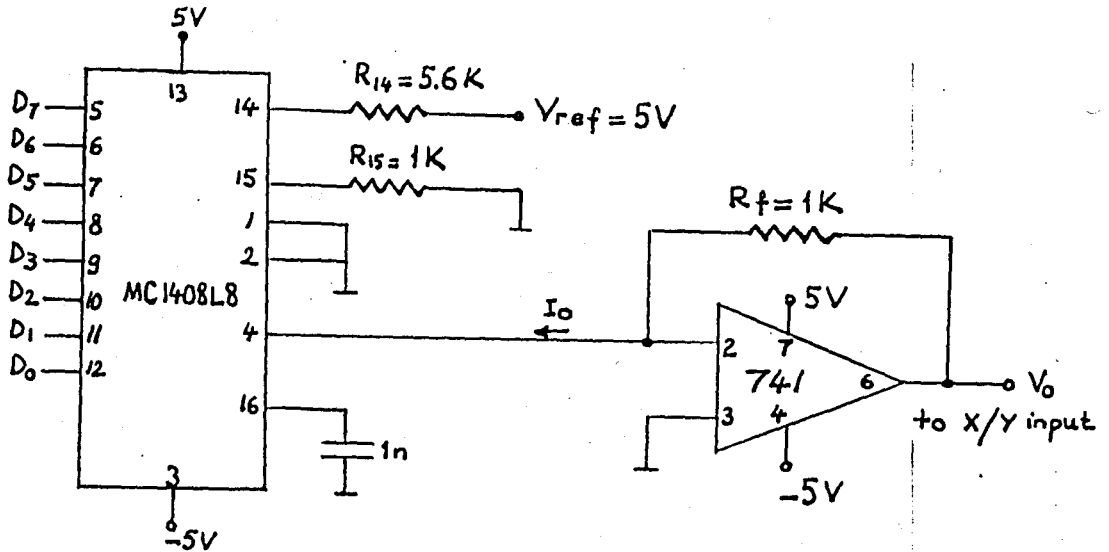 5V
13
D7
5
D6
6
D5
7
D4
8
D3
9
D2
10
D1
11
D0
12
MC1408L8
14
R14 = 5.6K
Vref = 5V
15
R15 = 1K
1
2
4
I0
16
1n
3
-5V
Rf = 1K
5V
2
7
741
6
3
4
-5V
V0
to X/Y input